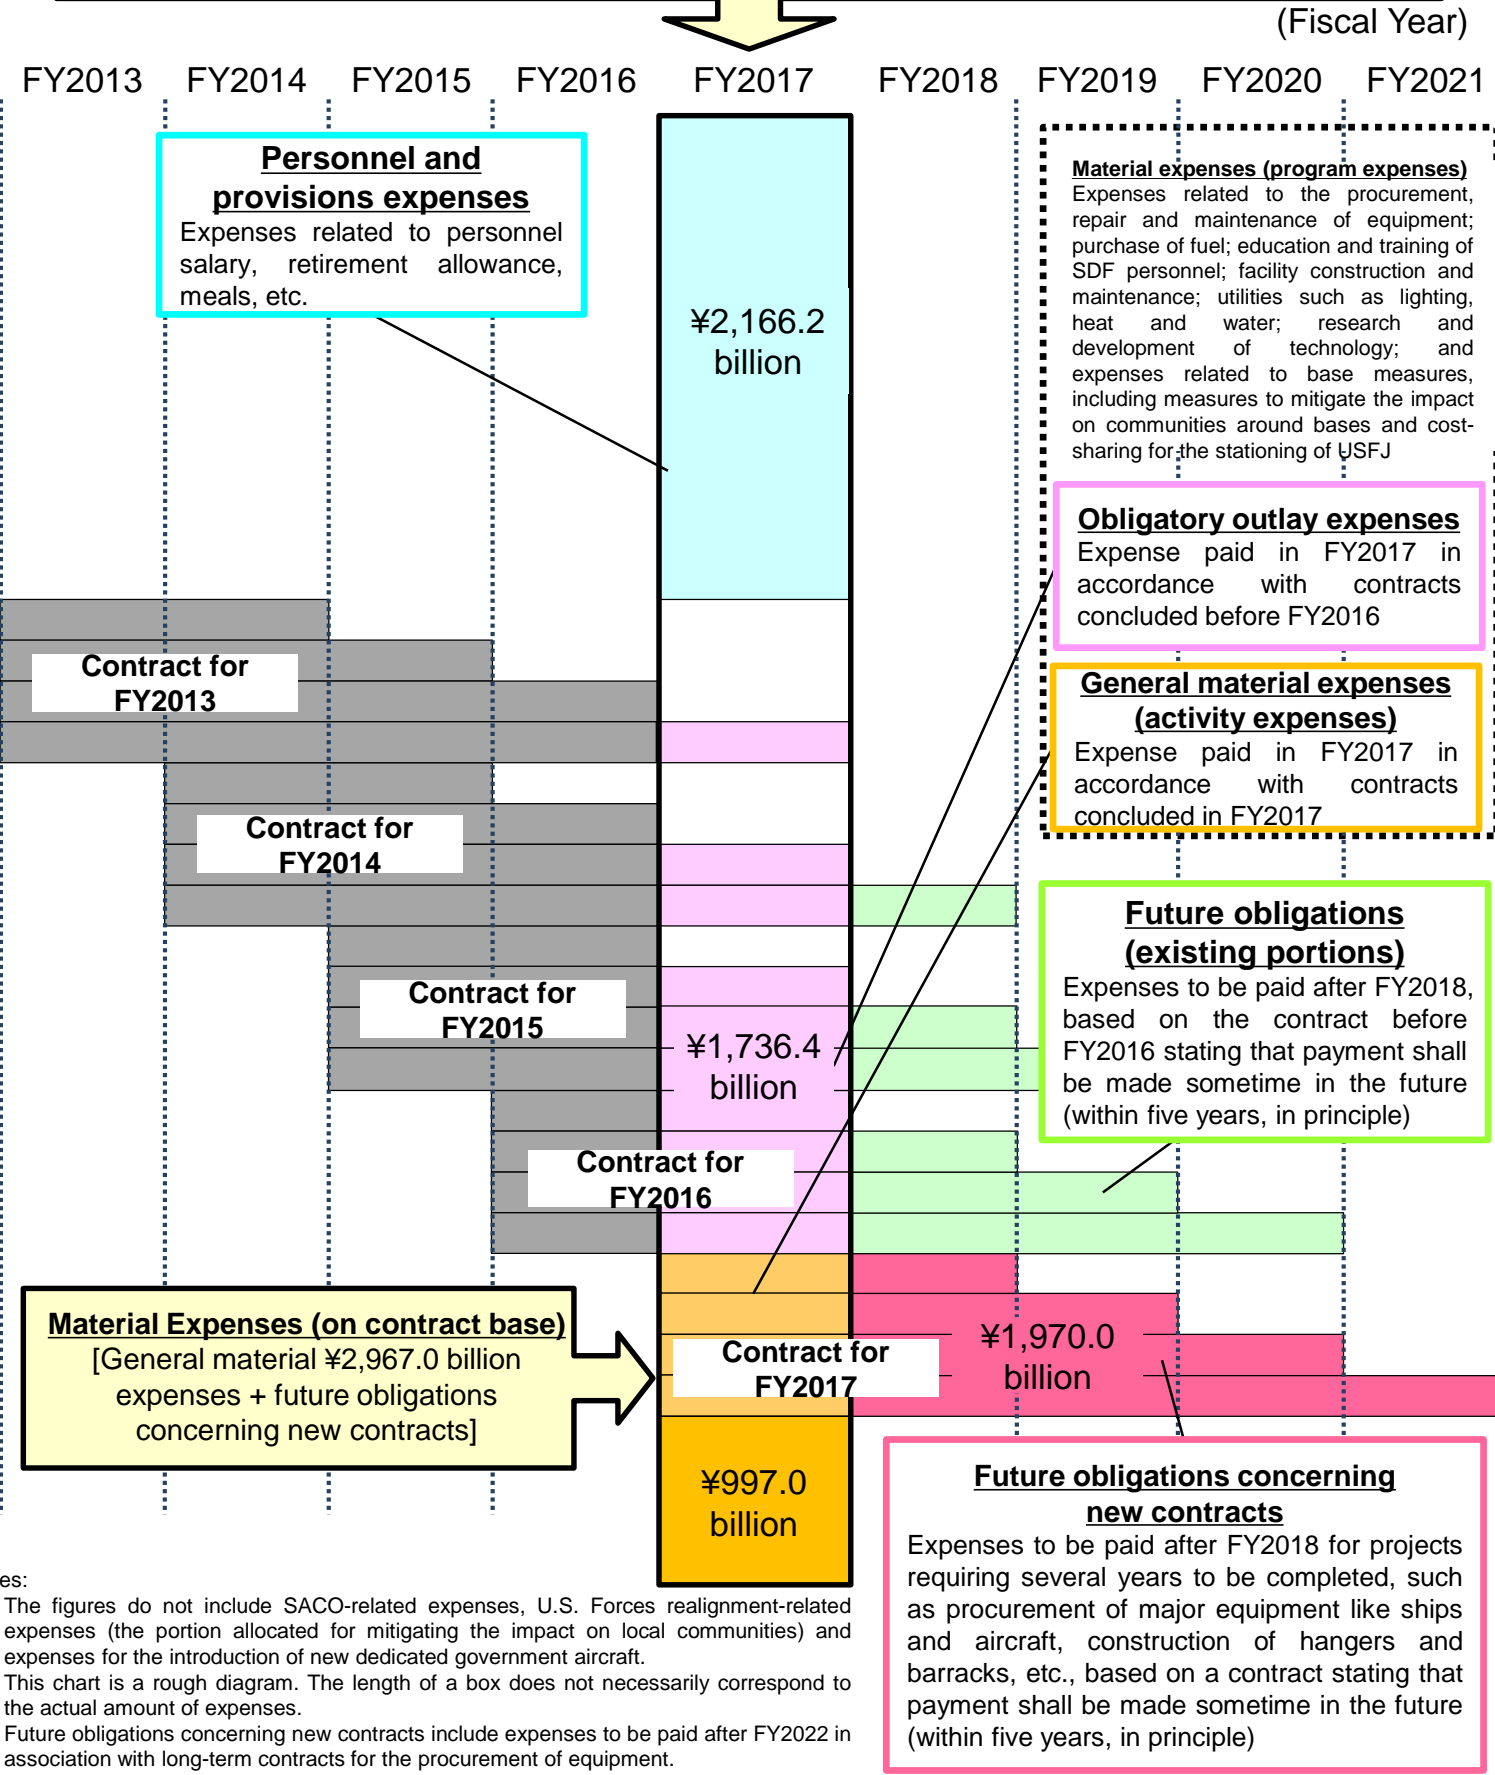 (Fiscal Year)
FY2013 FY2014 FY2015 FY2016 FY2017 FY2018 FY2019 FY2020 FY2021
Personnel and
provisions expenses
Expenses related to personnel
salary, retirement allowance,
meals, etc.
¥2,166.2
billion
Material expenses (program expenses)
Expenses related to the procurement,
repair and maintenance of equipment;
purchase of fuel; education and training of
SDF personnel; facility construction and
maintenance; utilities such as lighting,
heat and water; research and
development of technology; and
expenses related to base measures,
including measures to mitigate the impact
on communities around bases and cost-
sharing for the stationing of USFJ
Obligatory outlay expenses
Expense paid in FY2017 in
accordance with contracts
concluded before FY2016
General material expenses
(activity expenses)
Expense paid in FY2017 in
accordance with contracts
concluded in FY2017
Contract for
FY2013
Contract for
FY2014
Contract for
FY2015
¥1,736.4
billion
Contract for
FY2016
Future obligations
(existing portions)
Expenses to be paid after FY2018,
based on the contract before
FY2016 stating that payment shall
be made sometime in the future
(within five years, in principle)
Material Expenses (on contract base)
[General material ¥2,967.0 billion
expenses + future obligations
concerning new contracts]
Contract for
FY2017
¥1,970.0
billion
¥997.0
billion
Future obligations concerning
new contracts
Expenses to be paid after FY2018 for projects
requiring several years to be completed, such
as procurement of major equipment like ships
and aircraft, construction of hangers and
barracks, etc., based on a contract stating that
payment shall be made sometime in the future
(within five years, in principle)
es:
The figures do not include SACO-related expenses, U.S. Forces realignment-related
expenses (the portion allocated for mitigating the impact on local communities) and
expenses for the introduction of new dedicated government aircraft.
This chart is a rough diagram. The length of a box does not necessarily correspond to
the actual amount of expenses.
Future obligations concerning new contracts include expenses to be paid after FY2022 in
association with long-term contracts for the procurement of equipment.